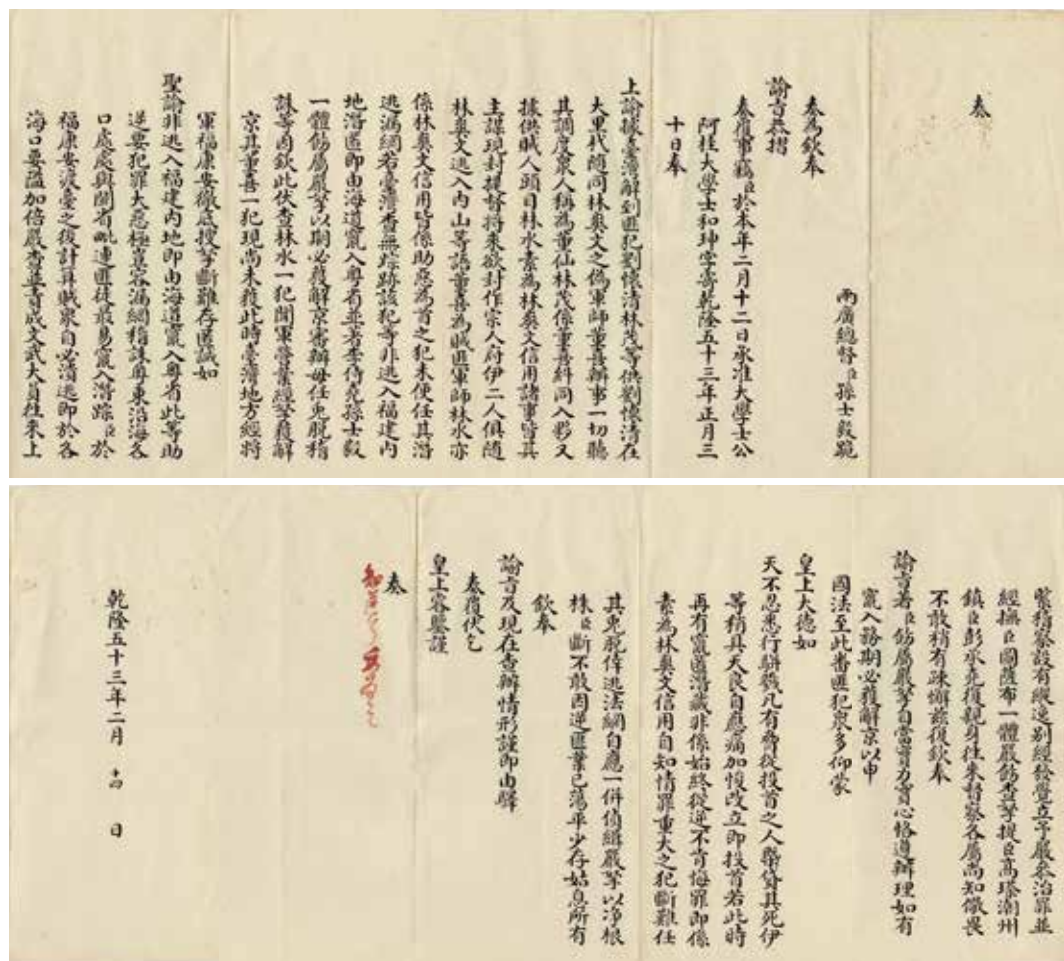 奏
兩廣總督臣孫士毅跪
奏為欽奉
諭旨恭摺
奏覆事竊臣於本年二月十二日承准大學士公
阿桂大學士和珅字寄乾隆五十三年正月三
十日奉
上諭據喜溥解到匪犯劉懷清林茂等供劉懷清在
大里杙隨同林爽文之偽軍師董喜辦事一切聽
其調度眾人稱為董仙林茂係董喜糾同入夥又
據供賊人頭目林水素為林爽文信用諸事皆其
主謀現封提督將來欲封作宗人府伊二人俱隨
林爽文逃入內山等語董喜為賊匪軍師林水亦
係林爽文信用皆係助惡為首之犯未便任其潛
逃漏網若臺灣查無踪跡該犯等非逃入福建內
地潛匿即由海道竄入粵省並著李侍堯孫士毅
一體飭屬嚴拏以期必獲解京審辦毋任兔脫稽
誅等因欽此伏查林水一犯聞軍營業經拏獲解
京其董喜一犯現尚未獲此時臺灣地方經將
軍福康安徹底搜拏斷難存匿誠如
聖諭非逃入福建內地即由海道竄入粵省此等助
逆要犯罪大惡極豈容漏網稽誅粵東沿海各
口處處與閩省毗連匪徒最易竄入潛踪臣於
福康安渡臺之後計算賊眾自必潰逃即於各
海口要隘加倍嚴查並責成文武大員往來上
緊稽察設有縱逸別經發覺立予嚴參治罪並
經撫臣圖薩布一體嚴飭查拏提臣高瑹潮州
鎮臣彭承堯復親身往來督察各屬尚知儆畏
不敢稍有疎懈茲復欽奉
諭旨著臣飭屬嚴拏自當實力實心恪遵辦理如有
竄入務期必獲解京以申
國法至此番匪犯眾多仰蒙
皇上大德如
天不忍悉行駢戮凡有脅從投首之人槩貸其死伊
等稍具天良自應痛加悛改立即投首若此時
再有竄匿潛藏非係始終從逆不肯悔罪即係
素為林爽文信用自知情罪重大之犯斷難任
其兔脫倖逃法網自應一併偵緝嚴拏以淨根
株臣斷不敢因逆匪業已蕩平少存姑息所有
欽奉
諭旨及現在查辦情形謹即由驛
奏覆伏乞
皇上睿鑒謹
奏
乾隆五十三年二月 十四 日